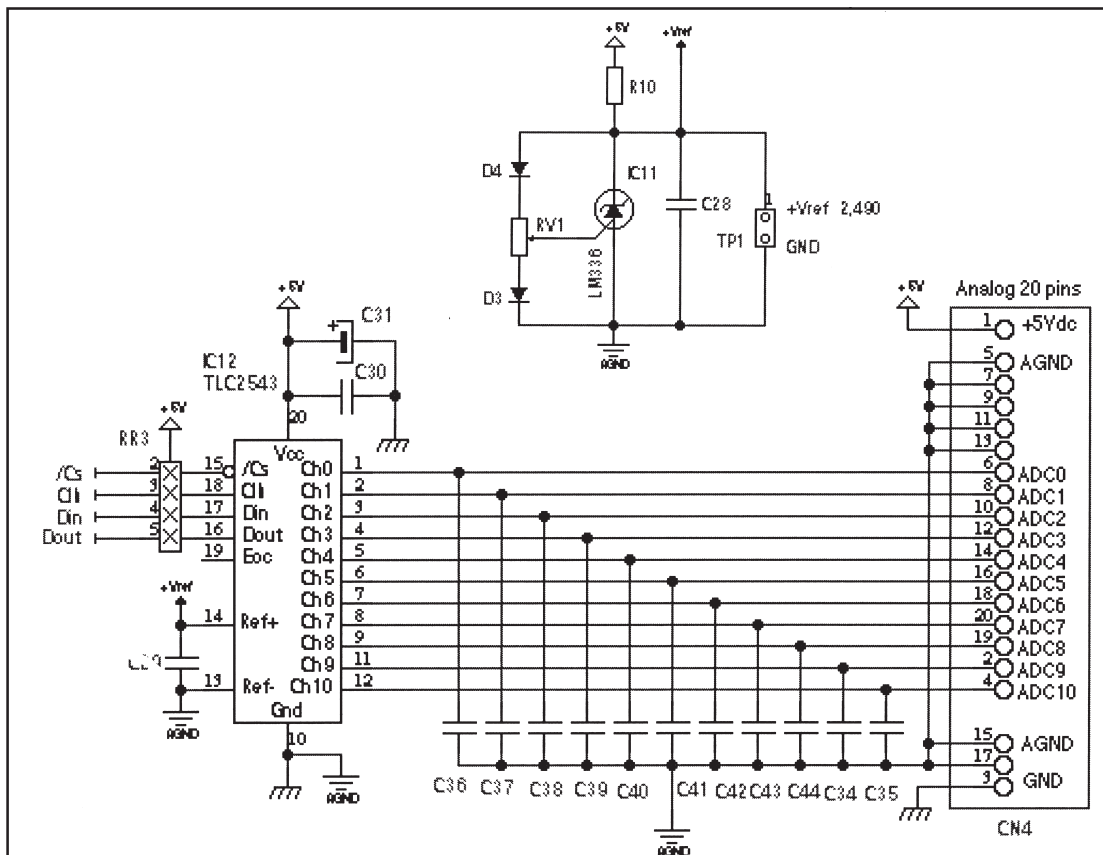 +5V
+Vref
R10
D4
IC11
C28
1
+Vref 2,490
RV1
TP1
GND
LM336
D3
AGND
+5V
C31
+
IC12
TLC2543
C30
20
+5V
RR3
Vcc
/Cs
2
15
/Cs
Ch0
1
3
18
Ch1
2
Din
4
17
Din
Ch2
3
Dout
5
16
Dout
Ch3
4
19
Eoc
Ch4
5
Ch5
6
Ch6
7
+Vref
14
Ref+
Ch7
8
Ch8
9
Ch9
11
13
Ref-
Ch10
12
AGND
Gnd
10
AGND
C36
C37
C38
C39
C40
C41
C42
C43
C44
C34
C35
AGND
+5V
Analog 20 pins
1
+5Vdc
5
AGND
7
9
11
13
6
ADC0
8
ADC1
10
ADC2
12
ADC3
14
ADC4
16
ADC5
18
ADC6
20
ADC7
19
ADC8
2
ADC9
4
ADC10
15
AGND
17
3
GND
CN4